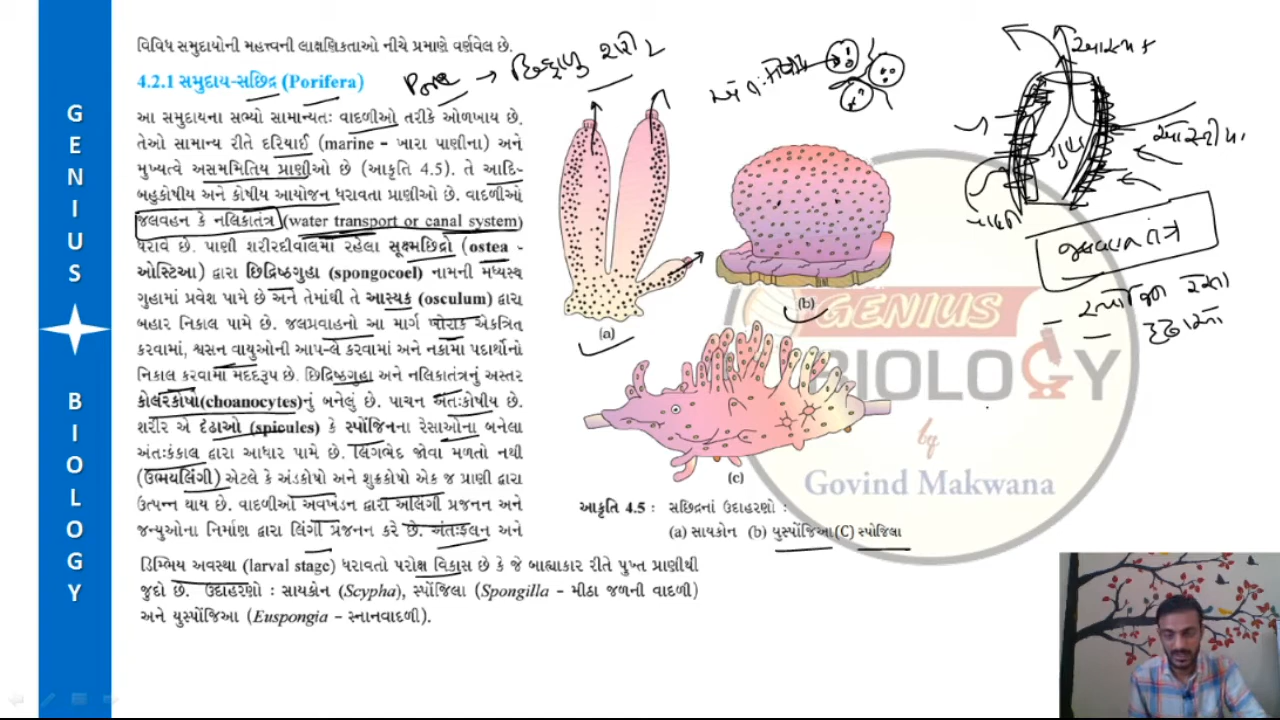 GENIUS BIOLOGY
વિવિધ સમુદાયોની મહત્ત્વની લાક્ષણિકતાઓ નીચે પ્રમાણે વર્ણવેલ છે.
4.2.1 સમુદાય-સછિદ્ર (Porifera)
આ સમુદાયના સભ્યો સામાન્યતઃ વાદળીઓ તરીકે ઓળખાય છે.
તેઓ સામાન્ય રીતે દરિયાઈ (marine - ખારા પાણીના) અને
મુખ્યત્વે અસમમિતિય પ્રાણીઓ છે (આકૃતિ 4.5). તે આદિ-
બહુકોષીય અને કોષીય આયોજન ધરાવતા પ્રાણીઓ છે. વાદળીઓ
જલવહન કે નલિકાતંત્ર (water transport or canal system)
ધરાવે છે. પાણી શરીરદીવાલમાં રહેલા સૂક્ષ્મછિદ્રો (ostea -
ઓસ્ટિઆ) દ્વારા છિદ્રિષ્ઠગુહા (spongocoel) નામની મધ્યસ્થ
ગુહામાં પ્રવેશ પામે છે અને તેમાંથી તે આસ્યક (osculum) દ્વારા
બહાર નિકાલ પામે છે. જલપ્રવાહનો આ માર્ગ ખોરાક એકત્રિત
કરવામાં, શ્વસન વાયુઓની આપ-લે કરવામાં અને નકામા પદાર્થોનો
નિકાલ કરવામાં મદદરૂપ છે. છિદ્રિષ્ઠગુહા અને નલિકાતંત્રનું અસ્તર
કોલરકોષો(choanocytes)નું બનેલું છે. પાચન અંતઃકોષીય છે.
શરીર એ દૃઢીઓ (spicules) કે સ્પોંજિનના રેસાઓના બનેલા
અંતઃકંકાલ દ્વારા આધાર પામે છે. લિંગભેદ જોવા મળતો નથી
(ઉભયલિંગી) એટલે કે અંડકોષો અને શુક્રકોષો એક જ પ્રાણી દ્વારા
ઉત્પન્ન થાય છે. વાદળીઓ અવખંડન દ્વારા અલિંગી પ્રજનન અને
જન્યુઓના નિર્માણ દ્વારા લિંગી પ્રજનન કરે છે. અંતઃફલન અને
ડિમ્ભિય અવસ્થા (larval stage) ધરાવતો પરોક્ષ વિકાસ છે કે જે બાહ્યાકાર રીતે પુખ્ત પ્રાણીથી
જુદો છે. ઉદાહરણો : સાયકોન (Scypha), સ્પોંજિલા (Spongilla - મીઠા જળની વાદળી)
અને યુસ્પોંજિઆ (Euspongia - સ્નાનવાદળી).
છિદ્રાળુ શરીર
આસ્યક
જલવહન તંત્ર
(a)
(b)
(c)
આકૃતિ 4.5 : સછિદ્રનાં ઉદાહરણો :
(a) સાયકોન (b) યુસ્પોંજિઆ (C) સ્પોંજિલા
GENIUS
BIOLOGY
by
Govind Makwana